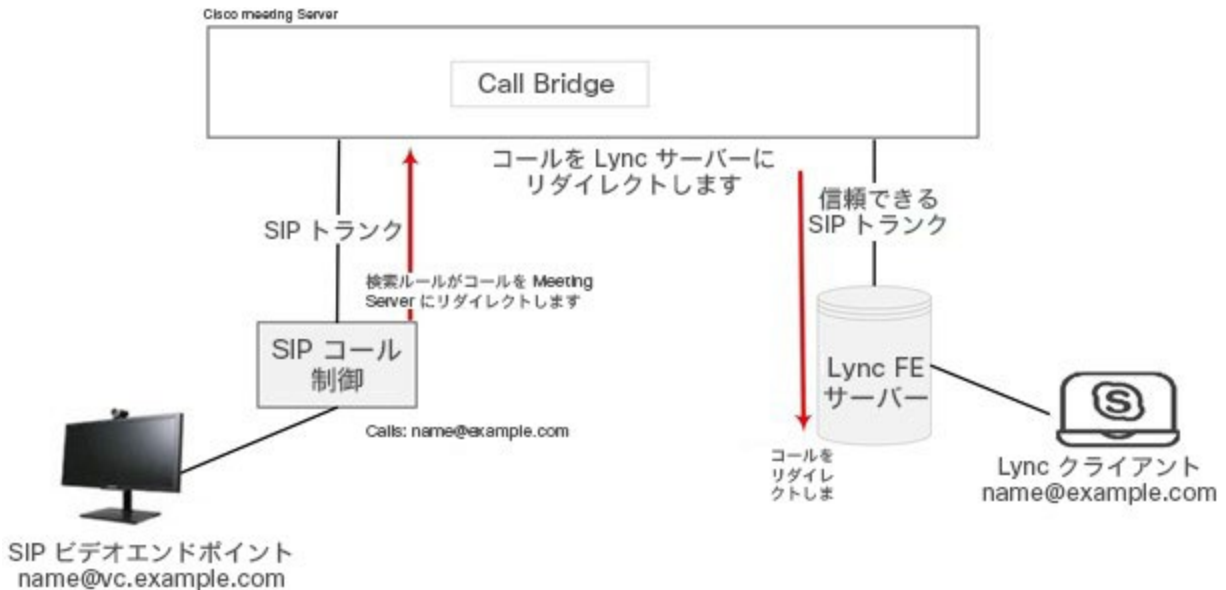 Cisco meeting Server
Call Bridge
コールを Lync サーバーに
リダイレクトします
信頼できる
SIP トランク
SIP トランク
検索ルールがコールを Meeting
Server にリダイレクトします
SIP コール
制御
Lync FE
サーバー
Calls: name@example.com
コールを
リダイレ
クトしま
S
Lync クライアント
name@example.com
SIP ビデオエンドポイント
name@vc.example.com